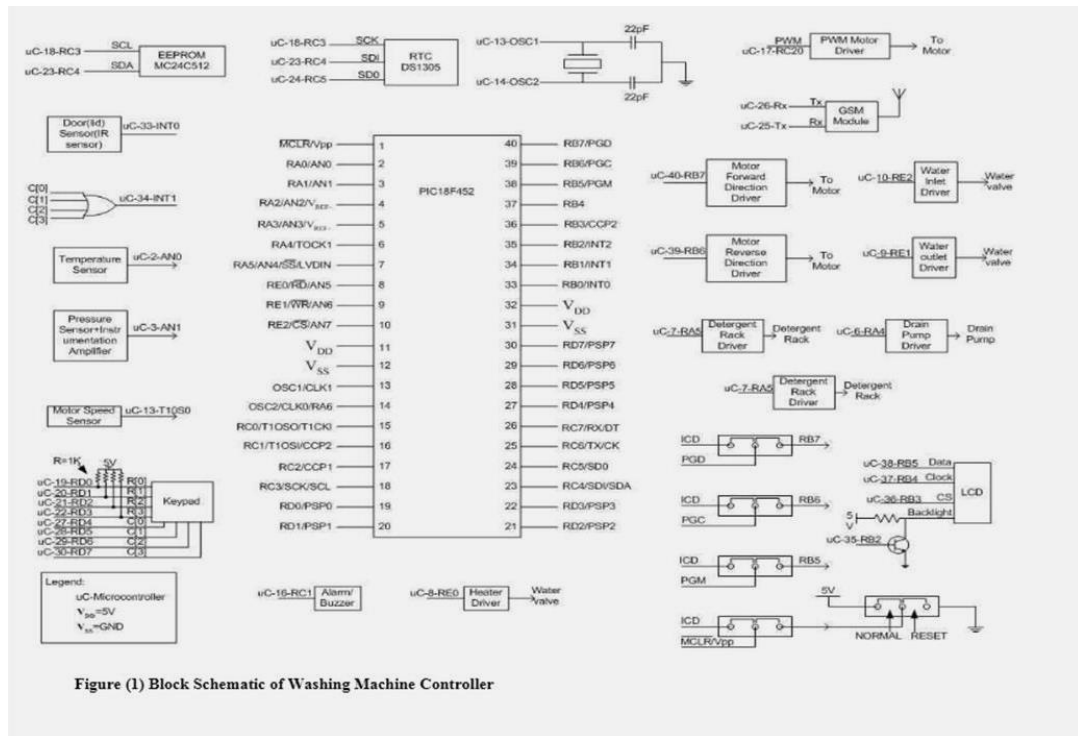 uC-18-RC3
SCL
uC-23-RC4
SDA
EEPROM
MC24C512
uC-18-RC3
SCK
uC-23-RC4
SDI
uC-24-RC5
SD0
RTC
DS1305
uC-13-OSC1
22pF
uC-14-OSC2
22pF
PWM
uC-17-RC20
PWM Motor
Driver
To
Motor
uC-26-Rx
Tx
uC-25-Tx
Rx
GSM
Module
Door(lid)
Sensor(IR
sensor)
uC-33-INT0
C[0]
C[1]
C[2]
C[3]
uC-34-INT1
Temperature
Sensor
uC-2-AN0
Pressure
Sensor+Instr
umentation
Amplifier
uC-3-AN1
Motor Speed
Sensor
uC-13-T10S0
R=1K
5V
uC-19-RD0
R[0]
uC-20-RD1
R[1]
uC-21-RD2
R[2]
uC-22-RD3
R[3]
uC-27-RD4
C[0]
uC-28-RD5
C[1]
uC-29-RD6
C[2]
uC-30-RD7
C[3]
Keypad
Legend:
uC-Microcontroller
VDD=5V
Vss=GND
PIC18F452
MCLR/Vpp 1
RA0/AN0 2
RA1/AN1 3
RA2/AN2/VREF- 4
RA3/AN3/VREF- 5
RA4/TOCK1 6
RA5/AN4/SS/LVDIN 7
RE0/RD/AN5 8
RE1/WR/AN6 9
RE2/CS/AN7 10
VDD 11
VSS 12
OSC1/CLK1 13
OSC2/CLK0/RA6 14
RC0/T1OSO/T1CKI 15
RC1/T1OSI/CCP2 16
RC2/CCP1 17
RC3/SCK/SCL 18
RD0/PSP0 19
RD1/PSP1 20
40 RB7/PGD
39 RB6/PGC
38 RB5/PGM
37 RB4
36 RB3/CCP2
35 RB2/INT2
34 RB1/INT1
33 RB0/INT0
32 VDD
31 VSS
30 RD7/PSP7
29 RD6/PSP6
28 RD5/PSP5
27 RD4/PSP4
26 RC7/RX/DT
25 RC6/TX/CK
24 RC5/SD0
23 RC4/SDI/SDA
22 RD3/PSP3
21 RD2/PSP2
uC-16-RC1
Alarm/
Buzzer
uC-8-RE0
Heater
Driver
Water
valve
uC-40-RB7
Motor
Forward
Direction
Driver
To
Motor
uC-10-RE2
Water
Inlet
Driver
Water
valve
uC-39-RB6
Motor
Reverse
Direction
Driver
To
Motor
uC-9-RE1
Water
outlet
Driver
Water
valve
uC-7-RA5
Detergent
Rack
Driver
Detergent
Rack
uC-6-RA4
Drain
Pump
Driver
Drain
Pump
uC-7-RA5
Detergent
Rack
Driver
Detergent
Rack
ICD
RB7
PGD
ICD
RB6
PGC
ICD
RB5
PGM
ICD
MCLR/Vpp
5V
NORMAL RESET
uC-38-RB5 Data
uC-37-RB4 Clock
uC-36-RB3 CS
Backlight
LCD
5
V
uC-35-RB2
Figure (1) Block Schematic of Washing Machine Controller